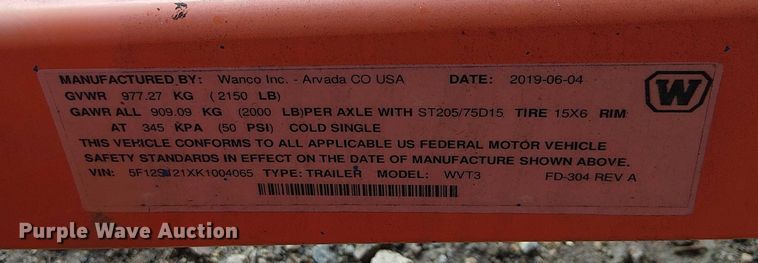 MANUFACTURED BY: Wanco Inc. - Arvada CO USA DATE: 2019-06-04
GVWR 977.27 KG ( 2150 LB)
GAWR ALL 909.09 KG (2000 LB)PER AXLE WITH ST205/75D15 TIRE 15X6 RIM
AT 345 KPA (50 PSI) COLD SINGLE
THIS VEHICLE CONFORMS TO ALL APPLICABLE US FEDERAL MOTOR VEHICLE
SAFETY STANDARDS IN EFFECT ON THE DATE OF MANUFACTURE SHOWN ABOVE.
VIN: 5F12S121XK1004065 TYPE: TRAILER MODEL: WVT3 FD-304 REV A
W
Purple Wave Auction